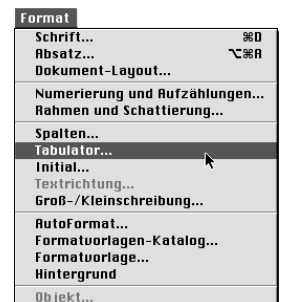 Format
Schrift... ⌘D
Absatz... ⌥⌘A
Dokument-Layout...
Numerierung und Aufzählungen...
Rahmen und Schattierung...
Spalten...
Tabulator...
Initial...
Textrichtung...
Groß-/Kleinschreibung...
AutoFormat...
Formatvorlagen-Katalog...
Formatvorlage...
Hintergrund
Objekt...